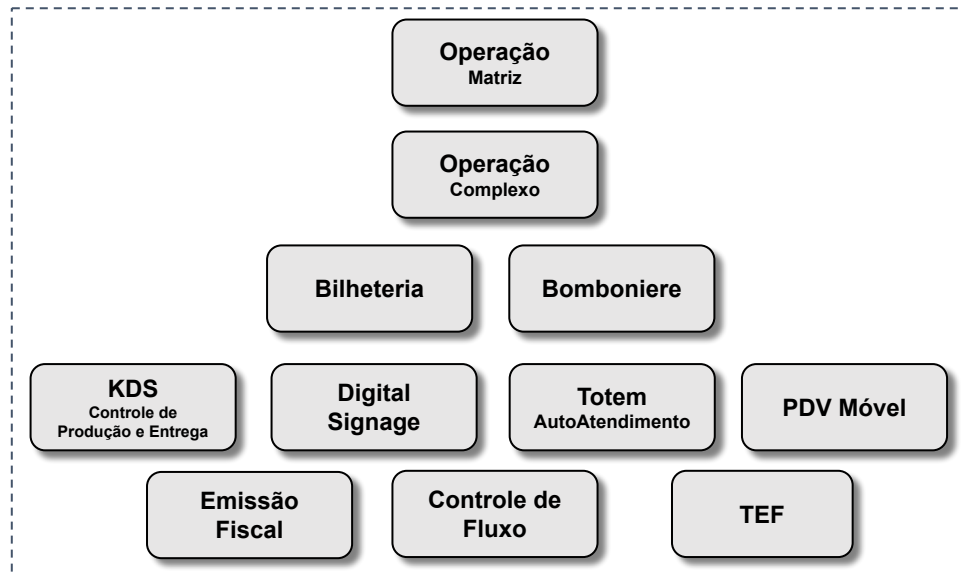 Operação
Matriz
Operação
Complexo
Bilheteria
Bomboniere
KDS
Controle de
Produção e Entrega
Digital
Signage
Totem
AutoAtendimento
PDV Móvel
Emissão
Fiscal
Controle de
Fluxo
TEF